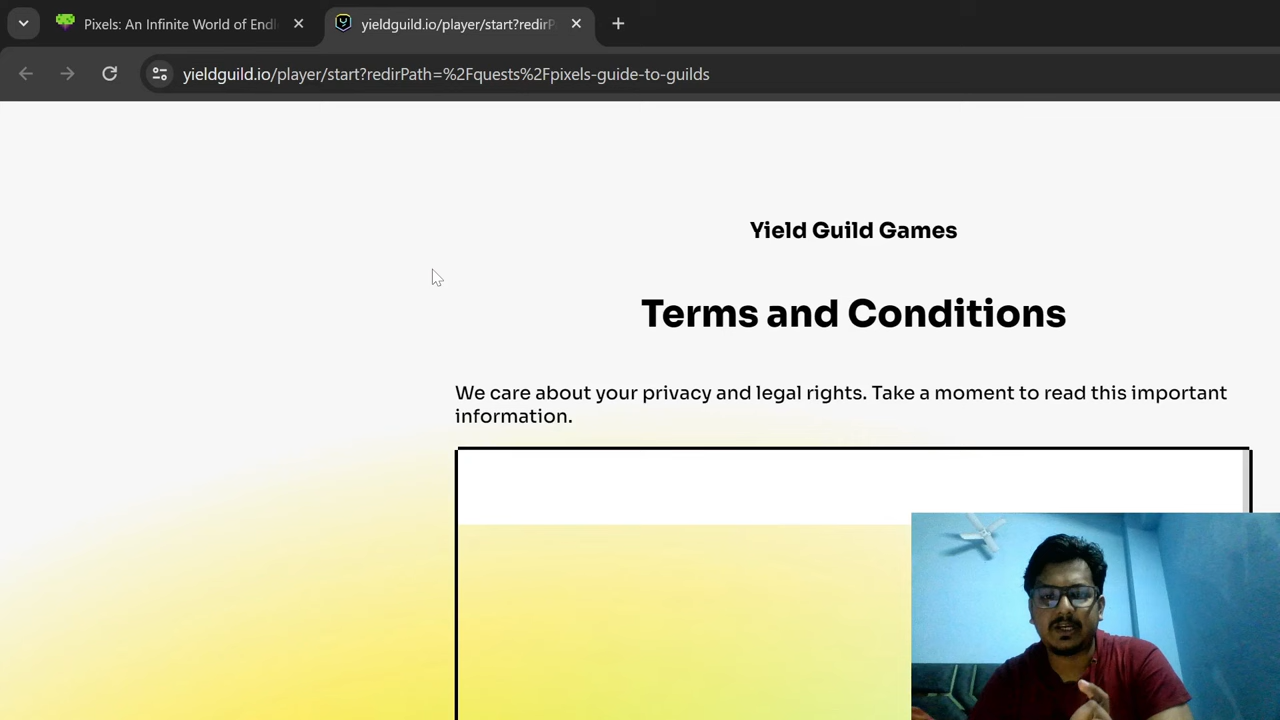 Pixels: An Infinite World of Endl
yieldguild.io/player/start?redirP
yieldguild.io/player/start?redirPath=%2Fquests%2Fpixels-guide-to-guilds
Yield Guild Games
Terms and Conditions
We care about your privacy and legal rights. Take a moment to read this important
information.